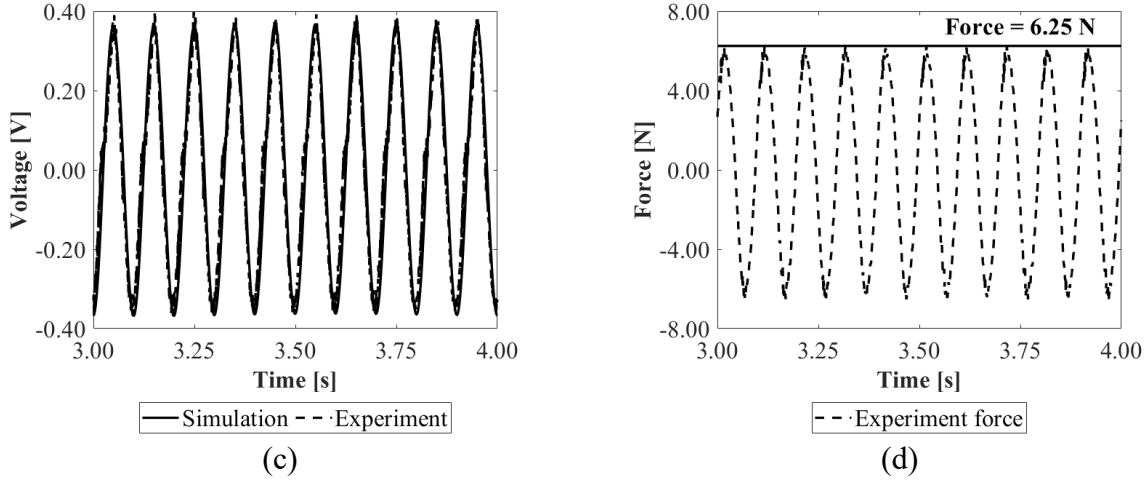 0.40
0.20
0.00
-0.20
-0.40
Voltage [V]
3.00 3.25 3.50 3.75 4.00
Time [s]
Simulation Experiment
(c)
8.00
4.00
0.00
-4.00
-8.00
Force [N]
Force = 6.25 N
3.00 3.25 3.50 3.75 4.00
Time [s]
Experiment force
(d)